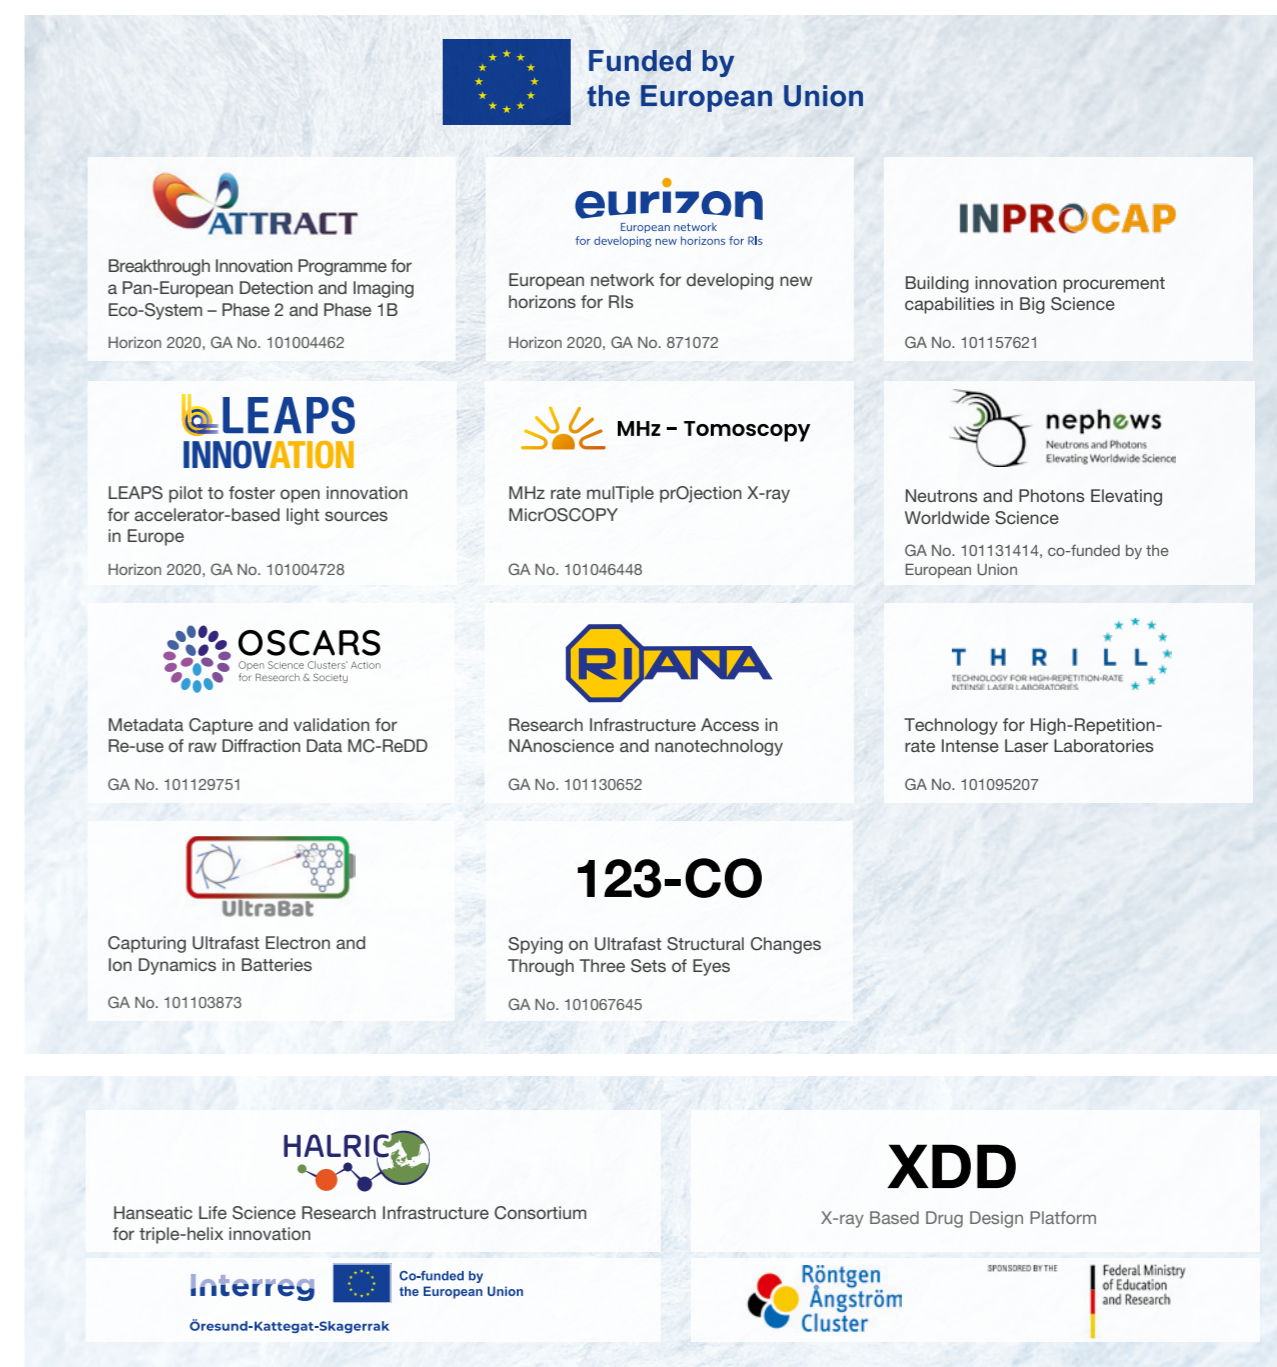 Funded by
the European Union
ATTRACT
Breakthrough Innovation Programme for
a Pan-European Detection and Imaging
Eco-System – Phase 2 and Phase 1B
Horizon 2020, GA No. 101004462
eurizon
European network
for developing new horizons for RIs
European network for developing new
horizons for RIs
Horizon 2020, GA No. 871072
INPROCAP
Building innovation procurement
capabilities in Big Science
GA No. 101157621
LEAPS
INNOVATION
LEAPS pilot to foster open innovation
for accelerator-based light sources
in Europe
Horizon 2020, GA No. 101004728
MHz – Tomoscopy
MHz rate mulTiple prOjection X-ray
MicrOSCOPY
GA No. 101046448
nephews
Neutrons and Photons
Elevating Worldwide Science
Neutrons and Photons Elevating
Worldwide Science
GA No. 101131414, co-funded by the
European Union
OSCARS
Open Science Clusters' Action
for Research & Society
Metadata Capture and validation for
Re-use of raw Diffraction Data MC-ReDD
GA No. 101129751
RIANA
Research Infrastructure Access in
NAnoscience and nanotechnology
GA No. 101130652
THRILL
TECHNOLOGY FOR HIGH-REPETITION-RATE
INTENSE LASER LABORATORIES
Technology for High-Repetition-
rate Intense Laser Laboratories
GA No. 101095207
UltraBat
Capturing Ultrafast Electron and
Ion Dynamics in Batteries
GA No. 101103873
123-CO
Spying on Ultrafast Structural Changes
Through Three Sets of Eyes
GA No. 101067645
HALRIC
Hanseatic Life Science Research Infrastructure Consortium
for triple-helix innovation
Interreg
Co-funded by
the European Union
Öresund-Kattegat-Skagerrak
XDD
X-ray Based Drug Design Platform
Röntgen
Ångström
Cluster
SPONSORED BY THE
Federal Ministry
of Education
and Research